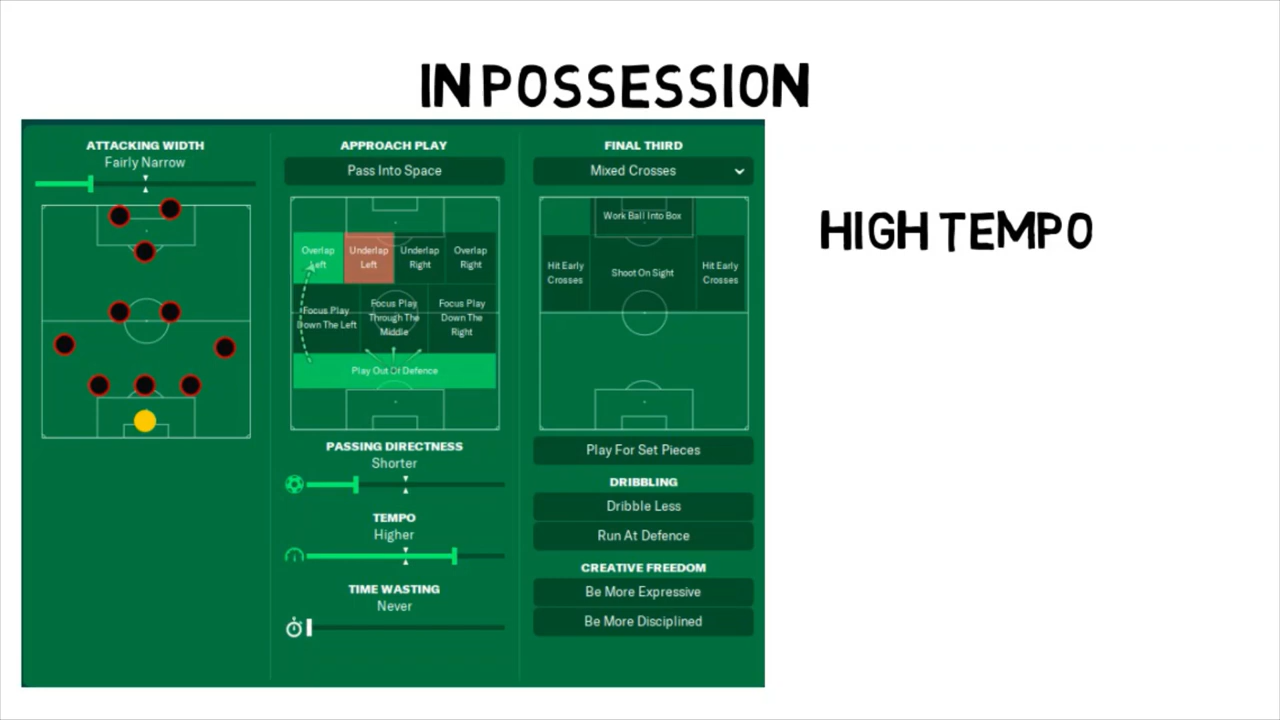 IN POSSESSION
HIGH TEMPO
ATTACKING WIDTH
Fairly Narrow
APPROACH PLAY
Pass Into Space
Overlap
Left
Underlap
Left
Underlap
Right
Overlap
Right
Focus Play
Down The Left
Focus Play
Through The
Middle
Focus Play
Down The
Right
Play Out Of Defence
PASSING DIRECTNESS
Shorter
TEMPO
Higher
TIME WASTING
Never
FINAL THIRD
Mixed Crosses
Work Ball Into Box
Hit Early
Crosses
Shoot On Sight
Hit Early
Crosses
Play For Set Pieces
DRIBBLING
Dribble Less
Run At Defence
CREATIVE FREEDOM
Be More Expressive
Be More Disciplined